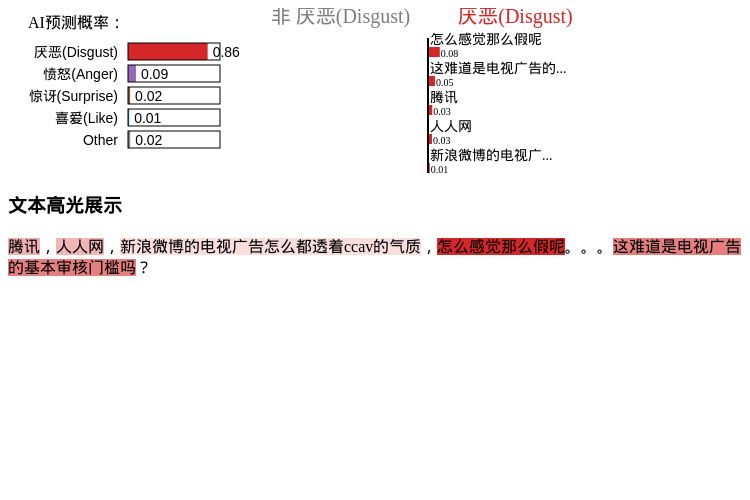 AI预测概率：
厌恶(Disgust) 0.86
愤怒(Anger) 0.09
惊讶(Surprise) 0.02
喜爱(Like) 0.01
Other 0.02
非 厌恶(Disgust) 厌恶(Disgust)
怎么感觉那么假呢
0.08
这难道是电视广告的...
0.05
腾讯
0.03
人人网
0.03
新浪微博的电视广...
0.01
文本高光展示
腾讯，人人网，新浪微博的电视广告怎么都透着ccav的气质，怎么感觉那么假呢。。。这难道是电视广告
的基本审核门槛吗？